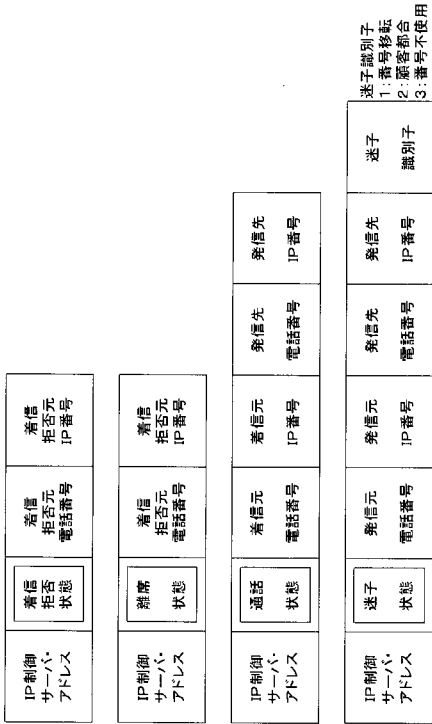 IP制御
サーバ・
アドレス
着信
拒否
状態
着信
拒否元
電話番号
着信
拒否元
IP番号
IP制御
サーバ・
アドレス
離席
状態
着信
拒否元
電話番号
着信
拒否元
IP番号
IP制御
サーバ・
アドレス
通話
状態
着信元
電話番号
着信元
IP番号
発信先
電話番号
発信先
IP番号
IP制御
サーバ・
アドレス
迷子
状態
発信元
電話番号
発信元
IP番号
発信先
電話番号
発信先
IP番号
迷子
識別子
迷子識別子
1:番号移転
2:顧客都合
3:番号不使用